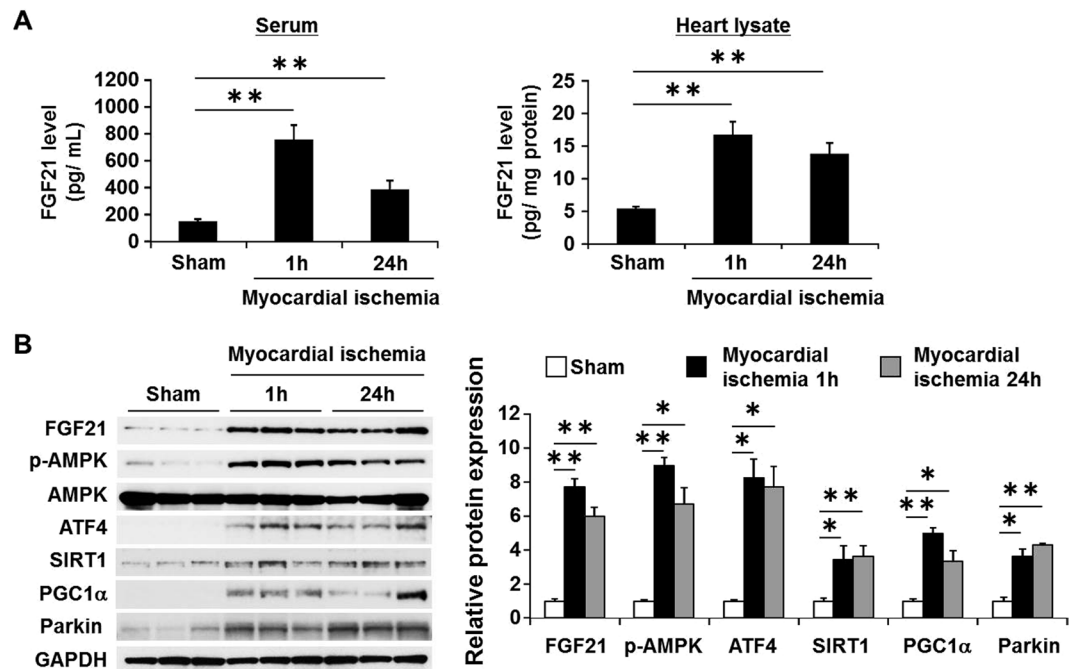 A
Serum
FGF21 level
(pg/ mL)
1200
1000
800
600
400
200
0
** **
Sham 1h 24h
Myocardial ischemia
Heart lysate
FGF21 level
(pg/ mg protein)
25
20
15
10
5
0
** **
Sham 1h 24h
Myocardial ischemia
B
Myocardial ischemia
Sham 1h 24h
FGF21
p-AMPK
AMPK
ATF4
SIRT1
PGC1α
Parkin
GAPDH
Relative protein expression
Sham
Myocardial
ischemia 1h
Myocardial
ischemia 24h
12
10
8
6
4
2
0
** **
** *
* *
* **
** *
* **
FGF21 p-AMPK ATF4 SIRT1 PGC1α Parkin